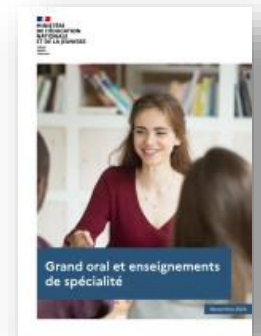 MINISTÈRE
DE L'ÉDUCATION
NATIONALE
ET DE LA JEUNESSE
Grand oral et enseignements
de spécialité